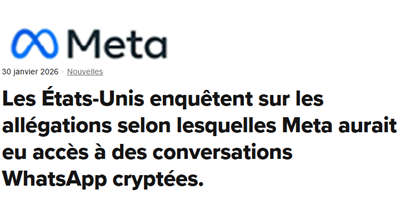 Meta
30 janvier 2026 · Nouvelles
Les États-Unis enquêtent sur les
allégations selon lesquelles Meta aurait
eu accès à des conversations
WhatsApp cryptées.